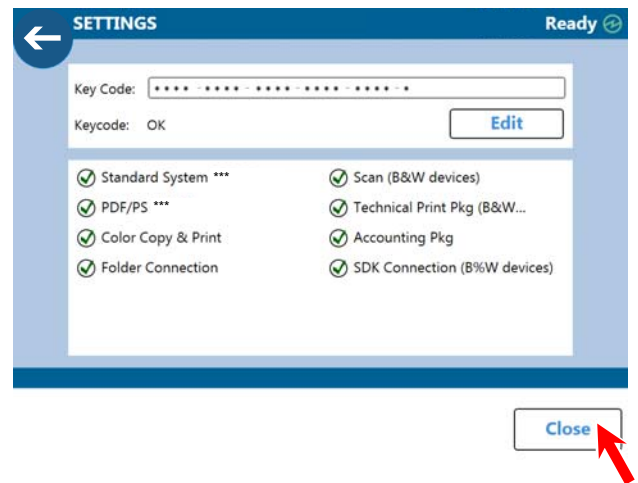 SETTINGS Ready
Key Code: •••• - •••• - •••• - •••• - •••• - •
Keycode: OK Edit
Standard System *** Scan (B&W devices)
PDF/PS *** Technical Print Pkg (B&W...
Color Copy & Print Accounting Pkg
Folder Connection SDK Connection (B%W devices)
Close